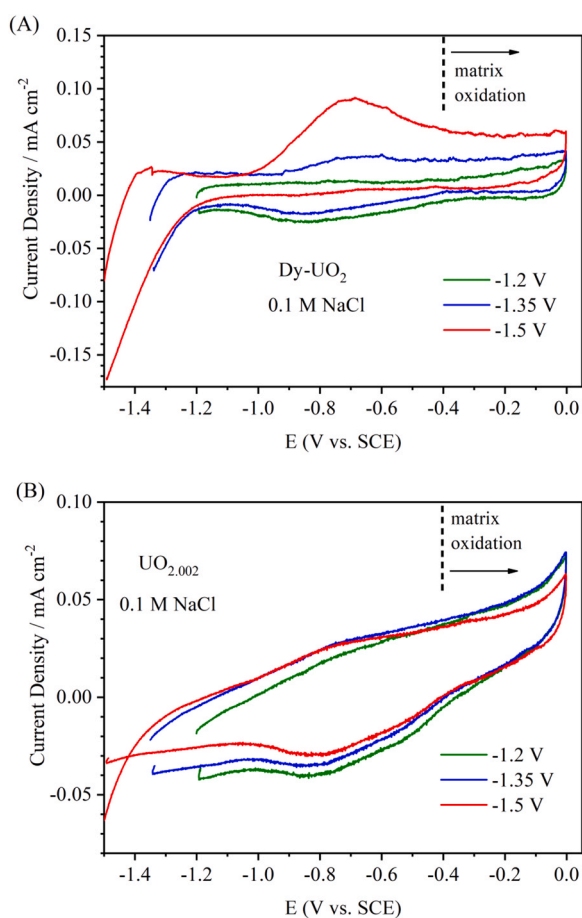 (A)
0.15
0.10
0.05
0.00
-0.05
-0.10
-0.15
Current Density / mA cm-2
matrix
oxidation
Dy-UO2
0.1 M NaCl
-1.2 V
-1.35 V
-1.5 V
-1.4 -1.2 -1.0 -0.8 -0.6 -0.4 -0.2 0.0
E (V vs. SCE)
(B)
0.10
0.05
0.00
-0.05
Current Density / mA cm-2
matrix
oxidation
UO2.002
0.1 M NaCl
-1.2 V
-1.35 V
-1.5 V
-1.4 -1.2 -1.0 -0.8 -0.6 -0.4 -0.2 0.0
E (V vs. SCE)